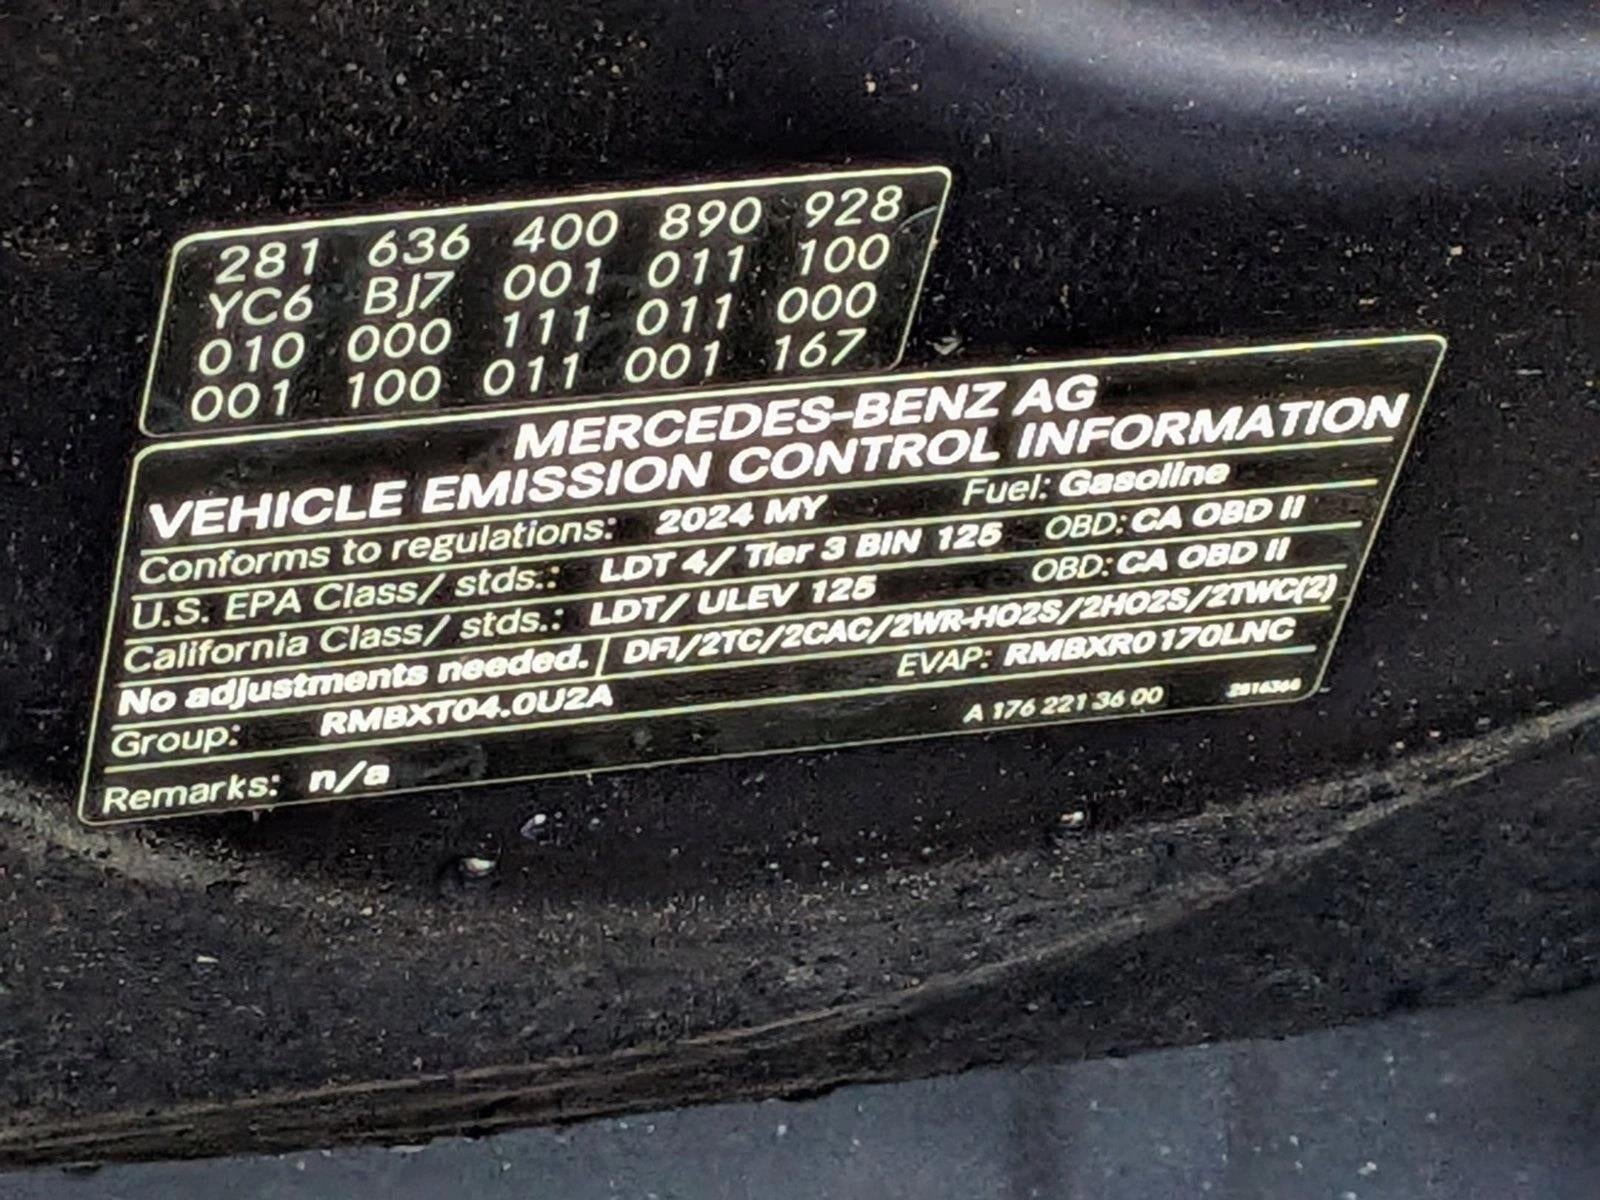 281 636 400 890 928
YC6 BJ7 001 011 100
010 000 111 011 000
001 100 011 001 167
MERCEDES-BENZ AG
VEHICLE EMISSION CONTROL INFORMATION
Conforms to regulations: 2024 MY Fuel: Gasoline
U.S. EPA Class/ stds.: LDT 4/ Tier 3 BIN 125 OBD: CA OBD II
California Class/ stds.: LDT/ ULEV 125 OBD: CA OBD II
No adjustments needed. DFI/2TC/2CAC/2WR-HO2S/2HO2S/2TWC(2)
Group: RMBXT04.0U2A EVAP: RMBXR0170LNC
Remarks: n/a A 176 221 36 00